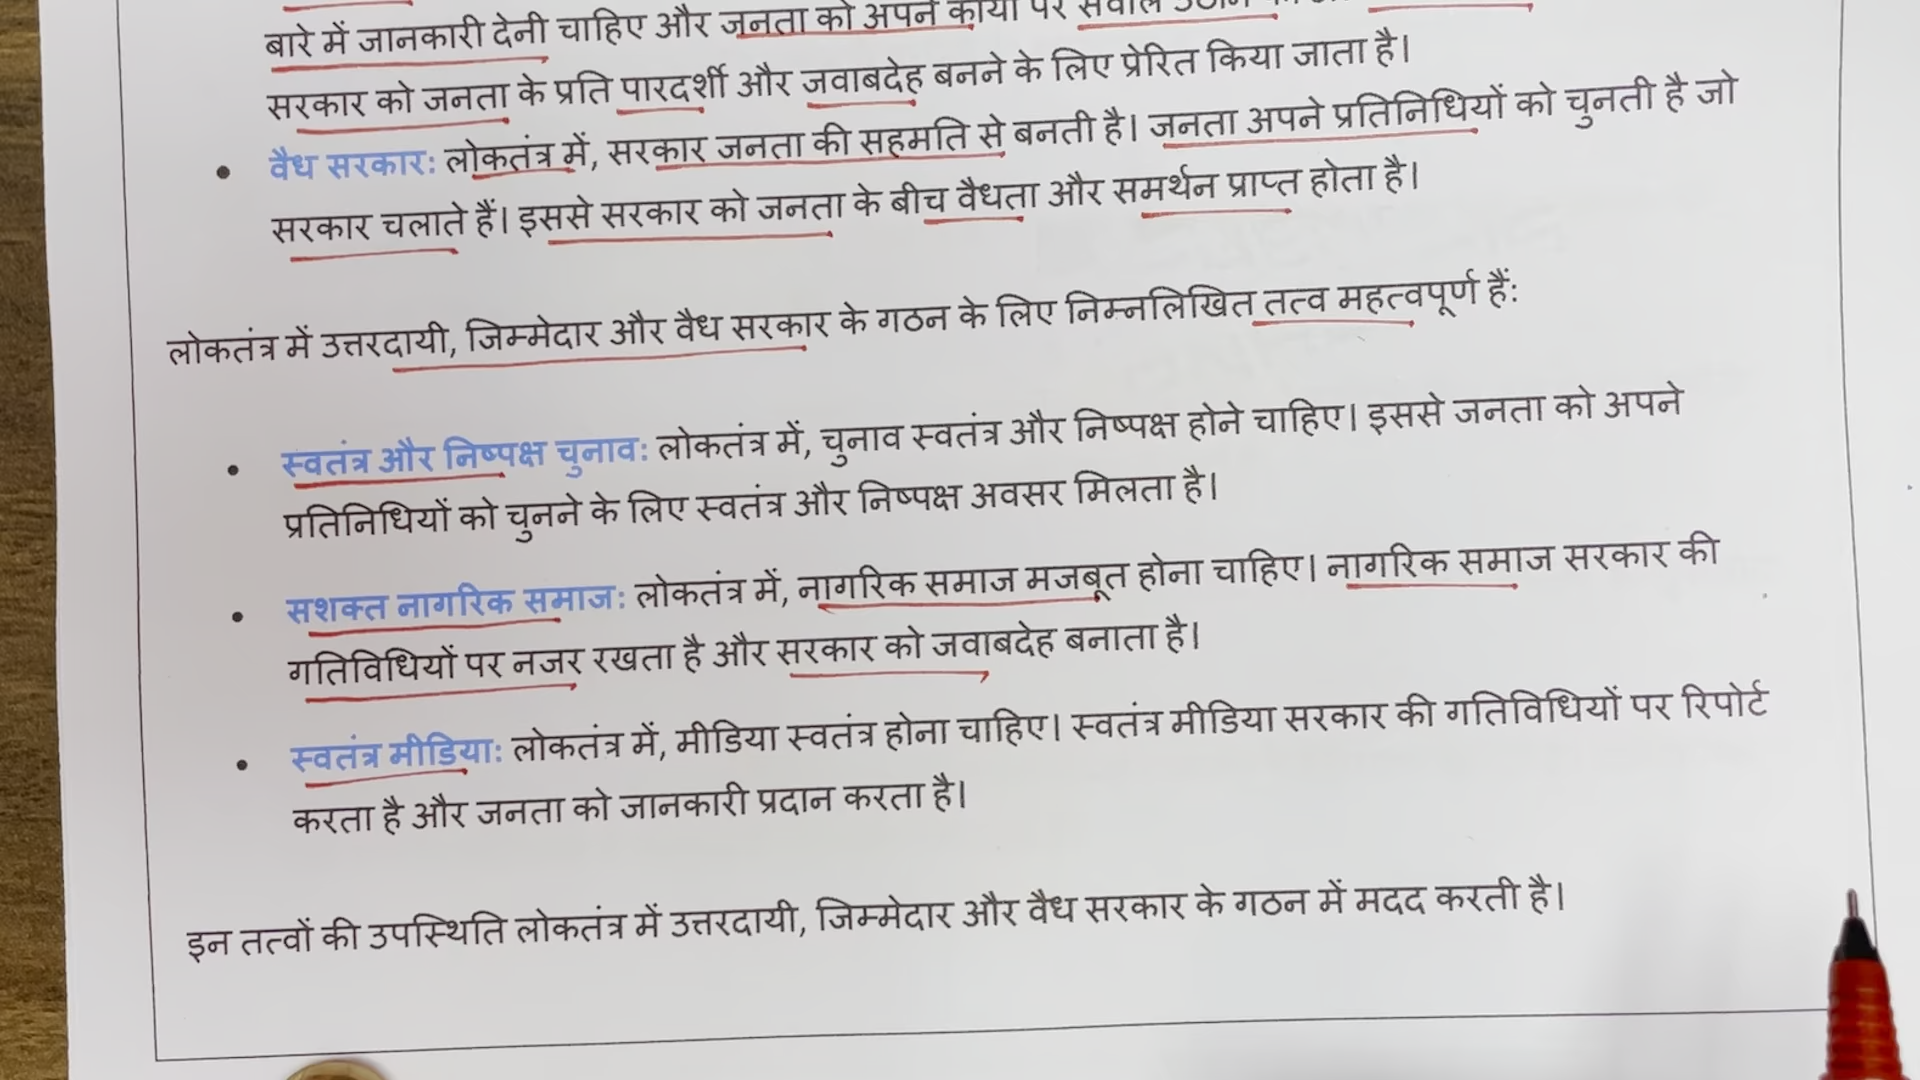 बारे में जानकारी देनी चाहिए और जनता को अपने कार्यों पर सवाल उठाने
सरकार को जनता के प्रति पारदर्शी और जवाबदेह बनने के लिए प्रेरित किया जाता है।
• वैध सरकार: लोकतंत्र में, सरकार जनता की सहमति से बनती है। जनता अपने प्रतिनिधियों को चुनती है जो
सरकार चलाते हैं। इससे सरकार को जनता के बीच वैधता और समर्थन प्राप्त होता है।
लोकतंत्र में उत्तरदायी, जिम्मेदार और वैध सरकार के गठन के लिए निम्नलिखित तत्व महत्वपूर्ण हैं:
• स्वतंत्र और निष्पक्ष चुनाव: लोकतंत्र में, चुनाव स्वतंत्र और निष्पक्ष होने चाहिए। इससे जनता को अपने
प्रतिनिधियों को चुनने के लिए स्वतंत्र और निष्पक्ष अवसर मिलता है।
• सशक्त नागरिक समाज: लोकतंत्र में, नागरिक समाज मजबूत होना चाहिए। नागरिक समाज सरकार की
गतिविधियों पर नजर रखता है और सरकार को जवाबदेह बनाता है।
• स्वतंत्र मीडिया: लोकतंत्र में, मीडिया स्वतंत्र होना चाहिए। स्वतंत्र मीडिया सरकार की गतिविधियों पर रिपोर्ट
करता है और जनता को जानकारी प्रदान करता है।
इन तत्वों की उपस्थिति लोकतंत्र में उत्तरदायी, जिम्मेदार और वैध सरकार के गठन में मदद करती है।